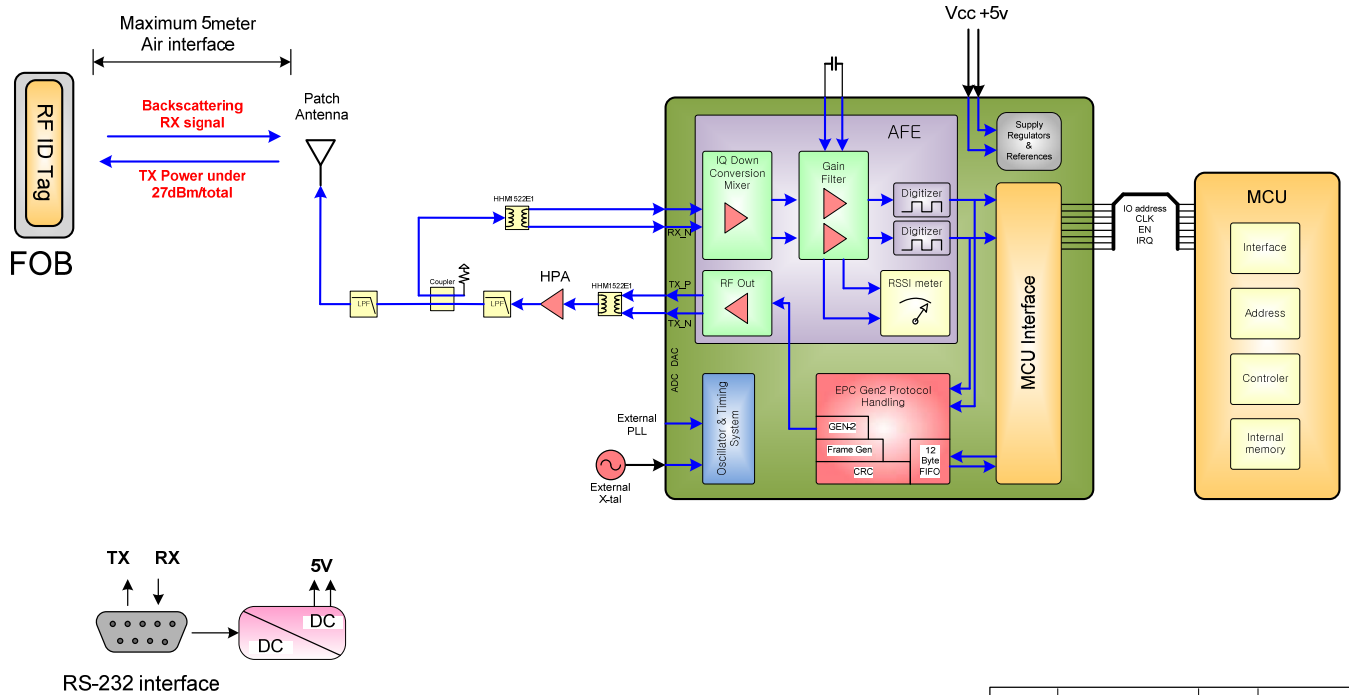 Maximum 5meter
Air interface
Backscattering
RX signal
TX Power under
27dBm/total
RF ID Tag
FOB
Patch
Antenna
LPF
Coupler
LPF
HPA
HHM1522E1
HHM1522E1
Vcc +5v
AFE
IQ Down
Conversion
Mixer
Gain
Filter
Digitizer
Digitizer
RX_N
TX_P
TX_N
RF Out
RSSI meter
Supply
Regulators
&
References
MCU Interface
IO address
CLK
EN
IRQ
MCU
Interface
Address
Controler
Internal
memory
ADC DAC
External
PLL
External
X-tal
Oscillator & Timing
System
EPC Gen2 Protocol
Handling
GEN-2
Frame Gen
CRC
12
Byte
FIFO
TX RX
5V
DC
DC
RS-232 interface